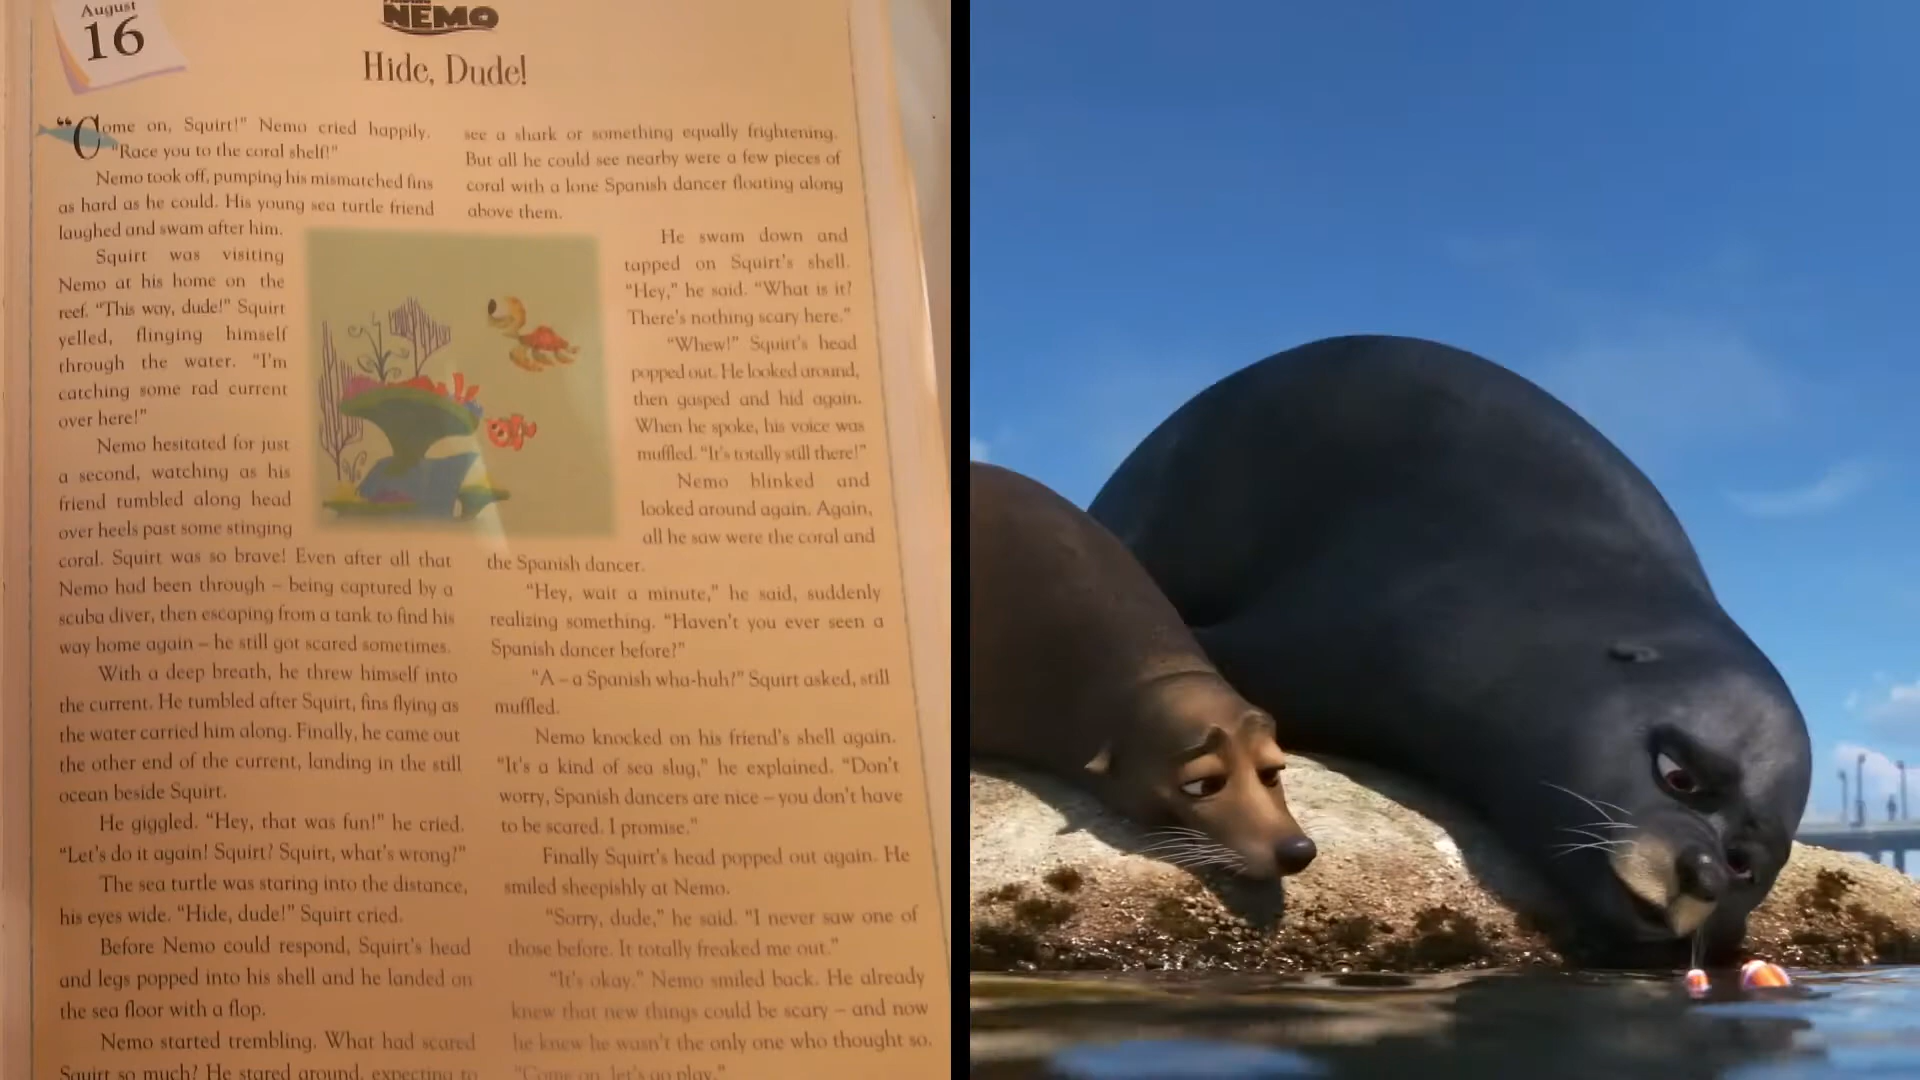 August
16
FINDING
NEMO
Hide, Dude!
“Come on, Squirt!” Nemo cried happily.
“Race you to the coral shelf!”
Nemo took off, pumping his mismatched fins
as hard as he could. His young sea turtle friend
laughed and swam after him.
Squirt was visiting
Nemo at his home on the
reef. “This way, dude!” Squirt
yelled, flinging himself
through the water. “I’m
catching some rad current
over here!”
Nemo hesitated for just
a second, watching as his
friend tumbled along head
over heels past some stinging
coral. Squirt was so brave! Even after all that
Nemo had been through – being captured by a
scuba diver, then escaping from a tank to find his
way home again – he still got scared sometimes.
With a deep breath, he threw himself into
the current. He tumbled after Squirt, fins flying as
the water carried him along. Finally, he came out
the other end of the current, landing in the still
ocean beside Squirt.
He giggled. “Hey, that was fun!” he cried.
“Let’s do it again! Squirt? Squirt, what’s wrong?”
The sea turtle was staring into the distance,
his eyes wide. “Hide, dude!” Squirt cried.
Before Nemo could respond, Squirt’s head
and legs popped into his shell and he landed on
the sea floor with a flop.
Nemo started trembling. What had scared
Squirt so much? He stared around, expecting to
see a shark or something equally frightening.
But all he could see nearby were a few pieces of
coral with a lone Spanish dancer floating along
above them.
He swam down and
tapped on Squirt’s shell.
“Hey,” he said. “What is it?
There’s nothing scary here.”
“Whew!” Squirt’s head
popped out. He looked around,
then gasped and hid again.
When he spoke, his voice was
muffled. “It’s totally still there!”
Nemo blinked and
looked around again. Again,
all he saw were the coral and
the Spanish dancer.
“Hey, wait a minute,” he said, suddenly
realizing something. “Haven’t you ever seen a
Spanish dancer before?”
“A – a Spanish wha-huh?” Squirt asked, still
muffled.
Nemo knocked on his friend’s shell again.
“It’s a kind of sea slug,” he explained. “Don’t
worry, Spanish dancers are nice – you don’t have
to be scared. I promise.”
Finally Squirt’s head popped out again. He
smiled sheepishly at Nemo.
“Sorry, dude,” he said. “I never saw one of
those before. It totally freaked me out.”
“It’s okay.” Nemo smiled back. He already
knew that new things could be scary – and now
he knew he wasn’t the only one who thought so.
“Come on, let’s go play.”